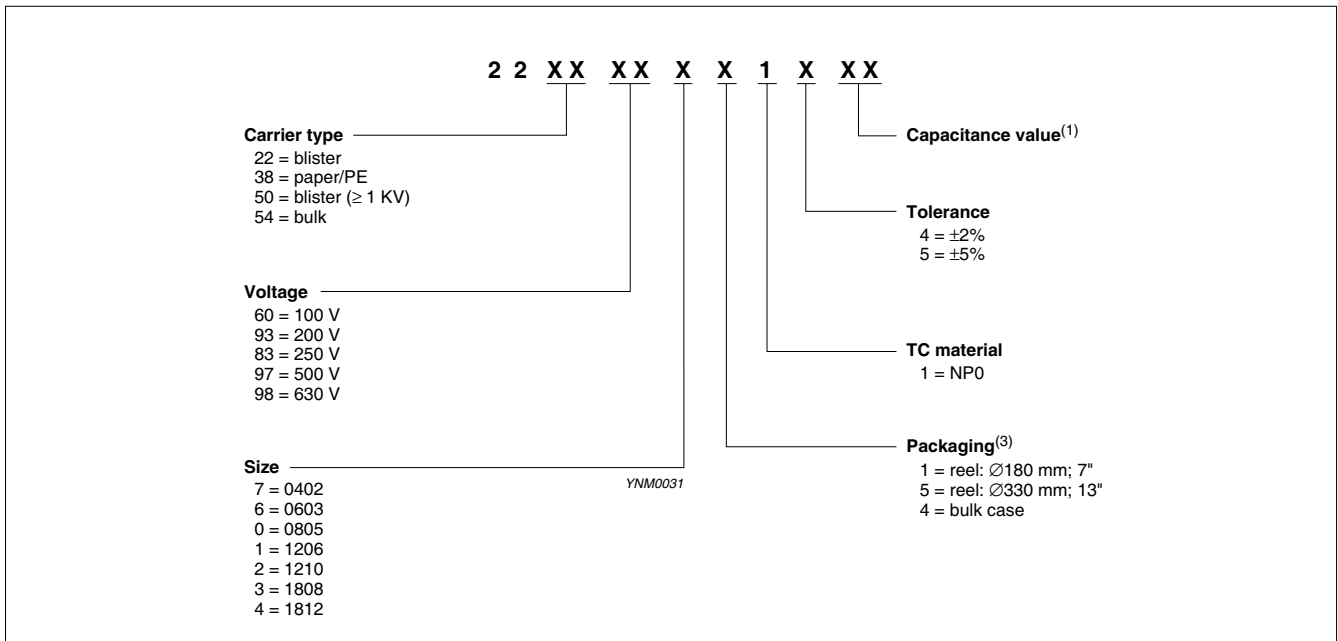 2 2 X X X X X X 1 X X X
Carrier type
22 = blister
38 = paper/PE
50 = blister (≥ 1 KV)
54 = bulk
Voltage
60 = 100 V
93 = 200 V
83 = 250 V
97 = 500 V
98 = 630 V
Size
7 = 0402
6 = 0603
0 = 0805
1 = 1206
2 = 1210
3 = 1808
4 = 1812
YNM0031
Capacitance value(1)
Tolerance
4 = ±2%
5 = ±5%
TC material
1 = NP0
Packaging(3)
1 = reel: ∅180 mm; 7"
5 = reel: ∅330 mm; 13"
4 = bulk case